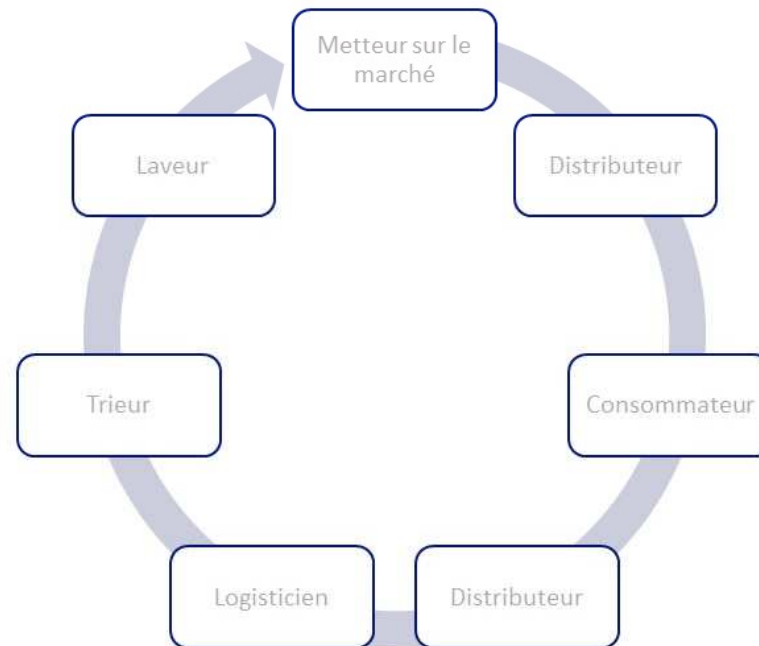 Metteur sur le
marché
Distributeur
Consommateur
Distributeur
Logisticien
Trieur
Laveur